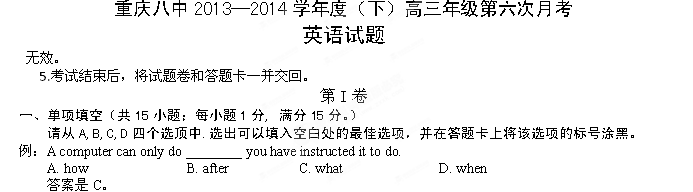 重庆八中 2013—2014 学年度（下）高三年级第六次月考
英语试题
无效。
5.考试结束后，将试题卷和答题卡一并交回。
第 I 卷
一、单项填空（共 15 小题；每小题 1 分，满分 15 分。）
请从 A, B, C, D 四个选项中. 选出可以填入空白处的最佳选项，并在答题卡上将该选项的标号涂黑。
例： A computer can only do ________ you have instructed it to do.
A. how B. after C. what D. when
答案是 C。